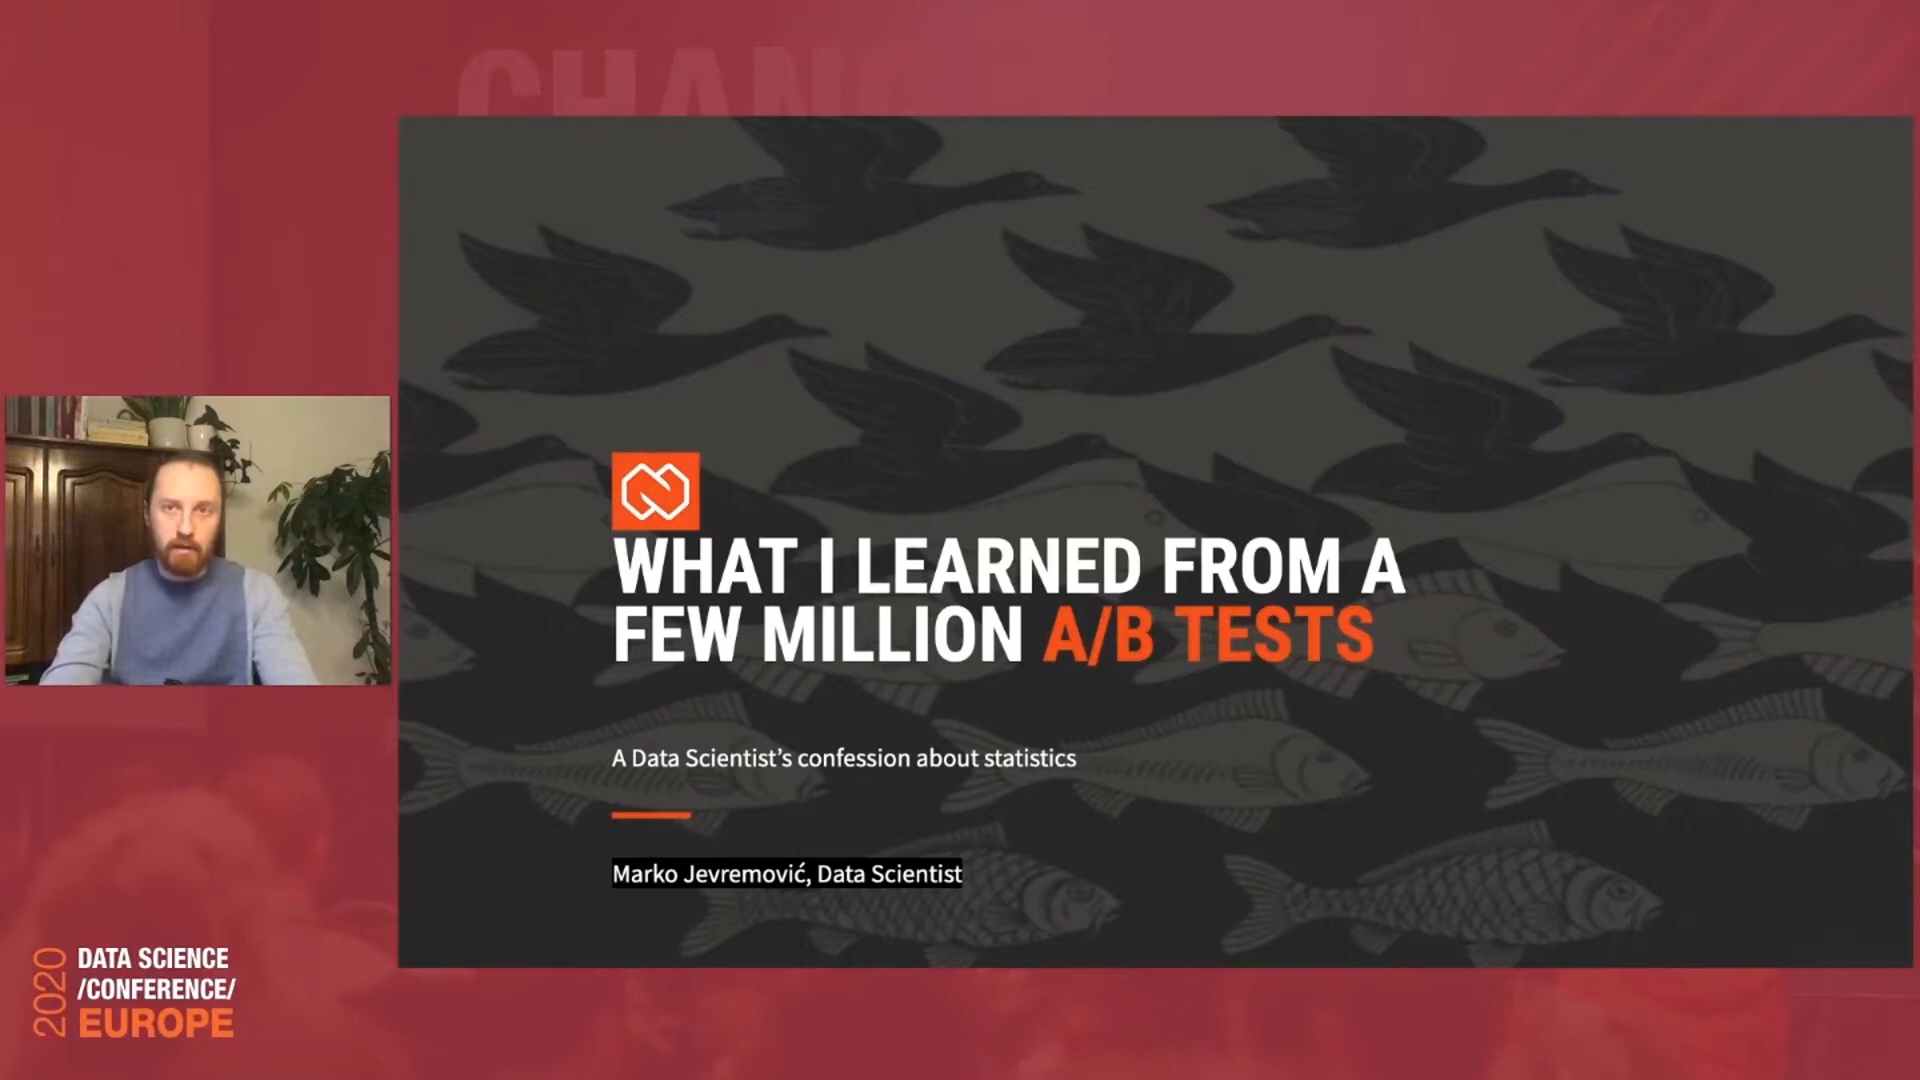 CHANG
WHAT I LEARNED FROM A
FEW MILLION A/B TESTS
A Data Scientist’s confession about statistics
Marko Jevremović, Data Scientist
2020
DATA SCIENCE
/CONFERENCE/
EUROPE